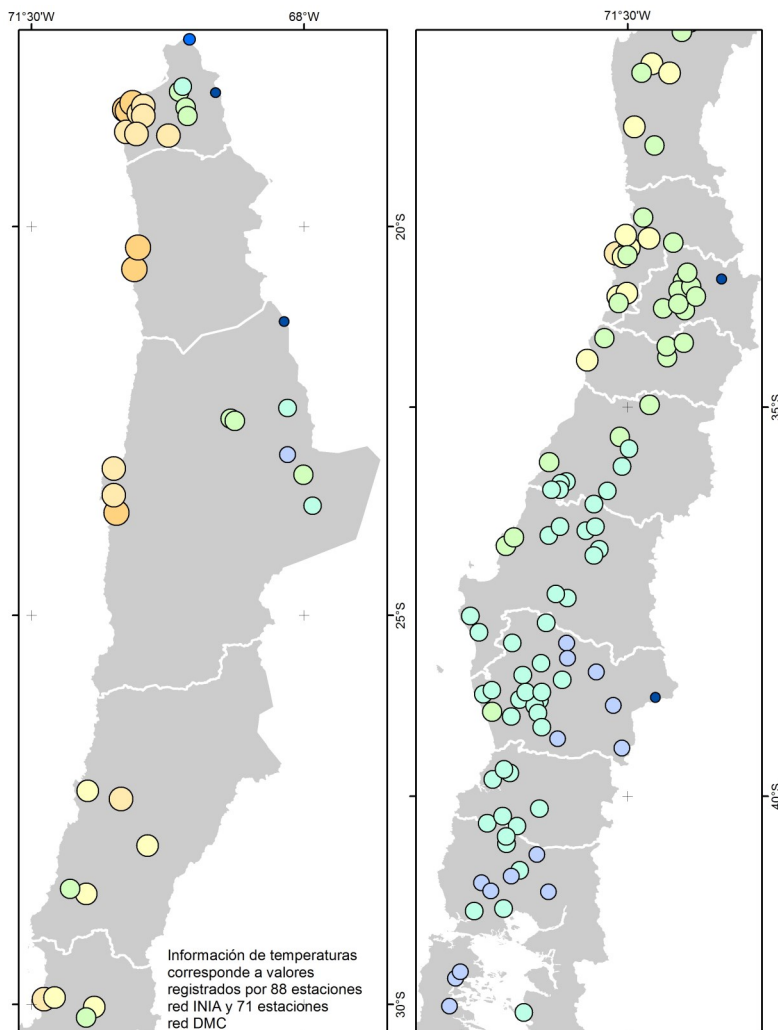 71°30'W
68°W
71°30'W
20°S
25°S
30°S
35°S
40°S
Información de temperaturas
corresponde a valores
registrados por 88 estaciones
red INIA y 71 estaciones
red DMC